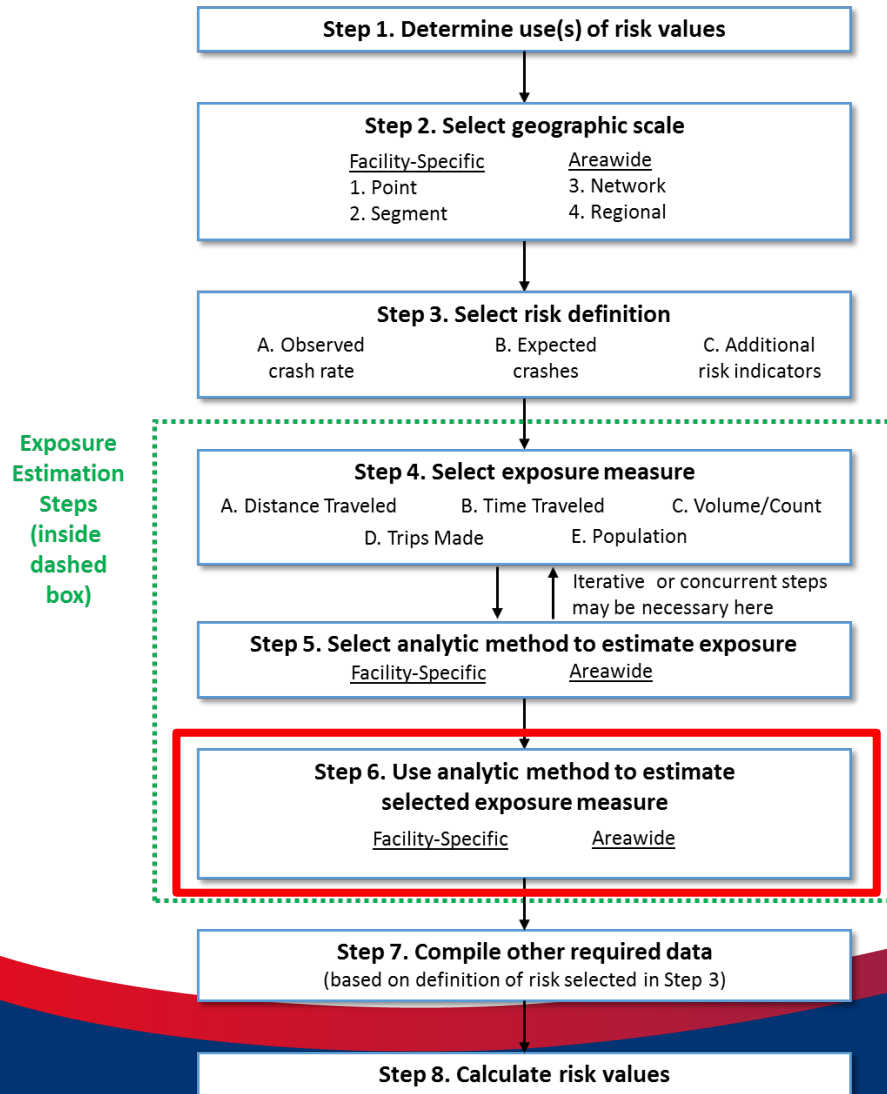 Step 1. Determine use(s) of risk values
Step 2. Select geographic scale
Facility-Specific
1. Point
2. Segment
Areawide
3. Network
4. Regional
Step 3. Select risk definition
A. Observed
crash rate
B. Expected
crashes
C. Additional
risk indicators
Exposure
Estimation
Steps
(inside
dashed
box)
Step 4. Select exposure measure
A. Distance Traveled B. Time Traveled C. Volume/Count
D. Trips Made E. Population
Iterative or concurrent steps
may be necessary here
Step 5. Select analytic method to estimate exposure
Facility-Specific Areawide
Step 6. Use analytic method to estimate
selected exposure measure
Facility-Specific Areawide
Step 7. Compile other required data
(based on definition of risk selected in Step 3)
Step 8. Calculate risk values